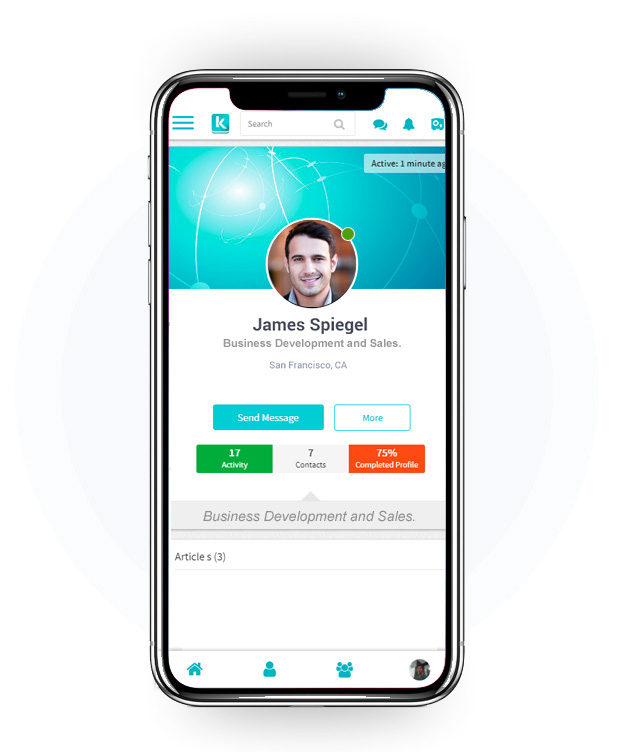 k
Search
Active: 1 minute ag
James Spiegel
Business Development and Sales.
San Francisco, CA
Send Message
More
17
Activity
7
Contacts
75%
Completed Profile
Business Development and Sales.
Article s (3)